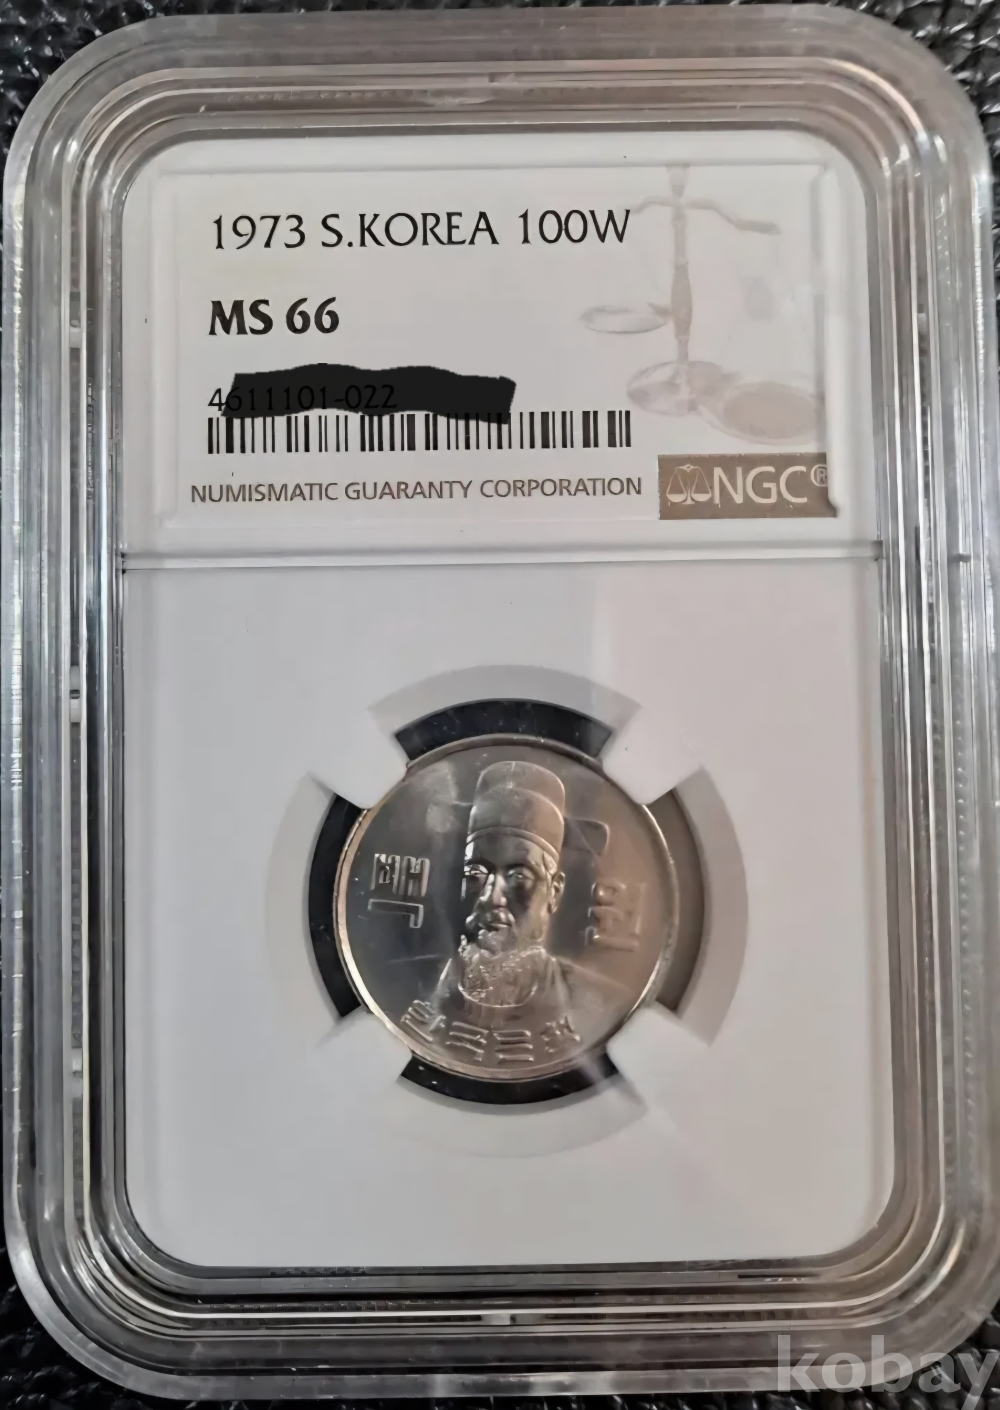 1973 S.KOREA 100W
MS 66
4611101-022
NUMISMATIC GUARANTY CORPORATION
NGC®
백 원
한국은행
kobay